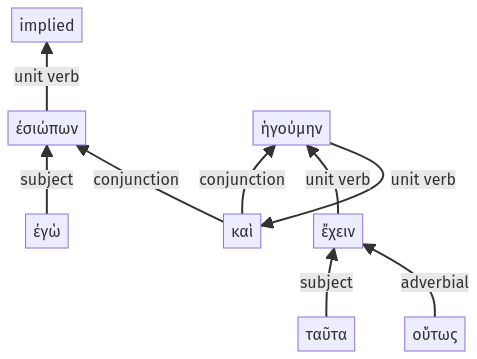 implied
unit verb
ἐσιώπων ἡγούμην
subject conjunction conjunction unit verb unit verb
ἐγὼ καὶ ἔχειν
subject adverbial
ταῦτα οὕτως